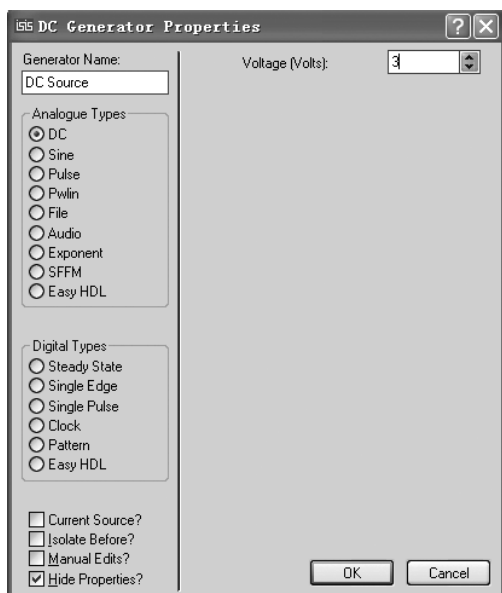 isis DC Generator Properties
Generator Name:
DC Source
Analogue Types
DC
Sine
Pulse
Pwlin
File
Audio
Exponent
SFFM
Easy HDL
Digital Types
Steady State
Single Edge
Single Pulse
Clock
Pattern
Easy HDL
Current Source?
Isolate Before?
Manual Edits?
Hide Properties?
Voltage (Volts):
3
OK
Cancel